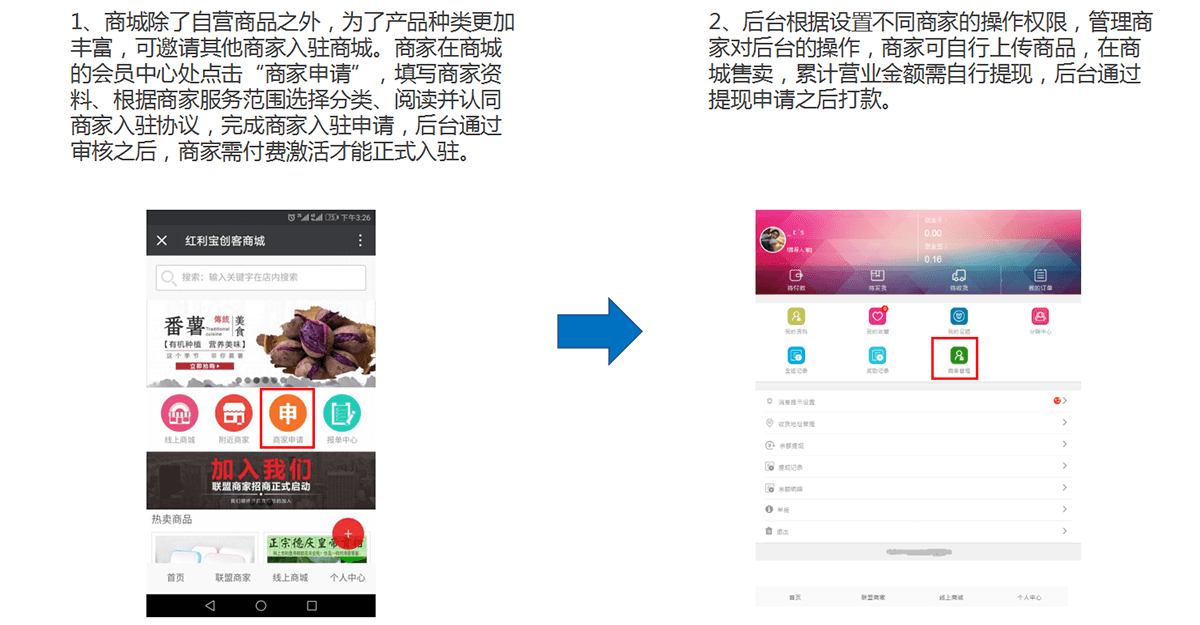 1、商城除了自营商品之外，为了产品种类更加
丰富，可邀请其他商家入驻商城。商家在商城
的会员中心处点击“商家申请”，填写商家资
料、根据商家服务范围选择分类、阅读并认同
商家入驻协议，完成商家入驻申请，后台通过
审核之后，商家需付费激活才能正式入驻。
2、后台根据设置不同商家的操作权限，管理商
家对后台的操作，商家可自行上传商品，在商
城售卖，累计营业金额需自行提现，后台通过
提现申请之后打款。
下午3:26
红利宝创客商城
搜索：输入关键字在店内搜索
番薯 傳統 美食
Traditional cuisine
【有机种植 营养美味】
这个季节
立即抢购
线上商城 附近商家 申 商家申请 报单中心
加入我们
联盟商家招商正式启动
热卖商品
正宗德庆皇帝
首页 联盟商家 线上商城 个人中心
0.00
0.16
待付款 待发货 待收货 我的订单
我的资料 我的收藏 我的足迹 分销中心
奖励记录 商家管理
消息提示设置
收货地址管理
余额提现
提现记录
余额明细
退出
首页 联盟商家 线上商城 个人中心